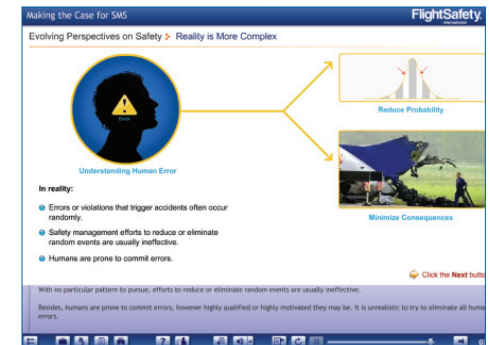 Making the Case for SMS
FlightSafety
international
Evolving Perspectives on Safety > Reality is More Complex
Error
Understanding Human Error
Reduce Probability
Minimize Consequences
In reality:
Errors or violations that trigger accidents often occur
randomly.
Safety management efforts to reduce or eliminate
random events are usually ineffective.
Humans are prone to commit errors.
Click the Next butto
With no particular pattern to pursue, efforts to reduce or eliminate random events are usually ineffective.
Besides, humans are prone to commit errors, however highly qualified or highly motivated they may be. It is unrealistic to try to eliminate all huma
errors.